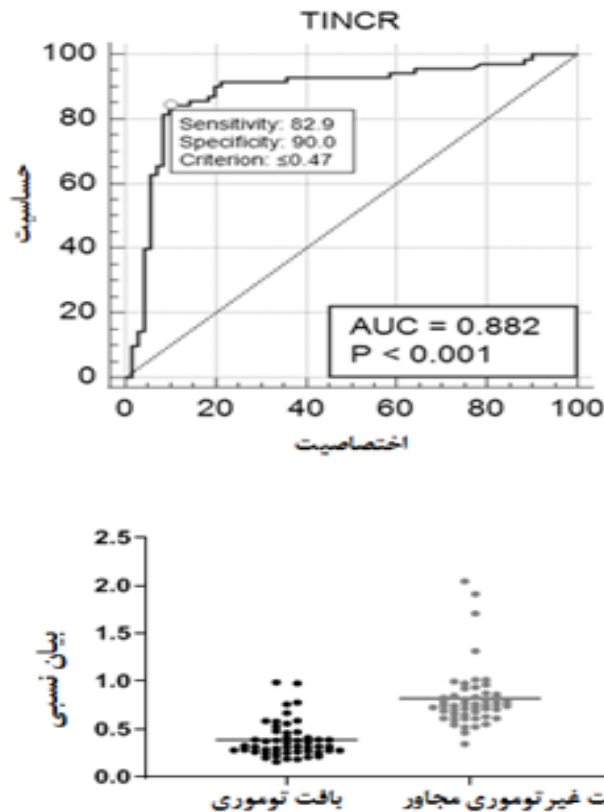 TINCR
100
80
60
40
20
0
حساسیت
Sensitivity: 82.9
Specificity: 90.0
Criterion: ≤0.47
AUC = 0.882
P < 0.001
0 20 40 60 80 100
اختصاصیت
2.5
2.0
1.5
1.0
0.5
0.0
بیان نسبی
بافت توموری
ت غیرتوموری مجاور